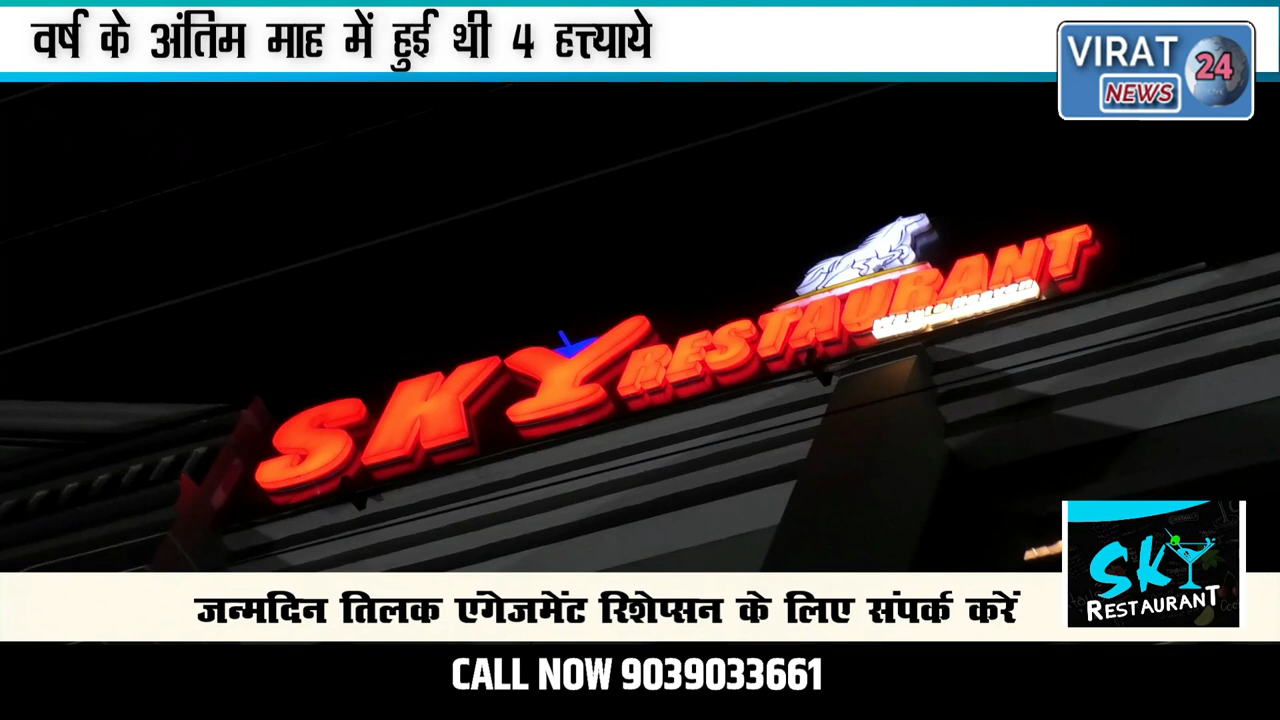 वर्ष के अंतिम माह में हुई थी 4 हत्त्याये
VIRAT 24
NEWS
SKY RESTAURANT
SKY
RESTAURANT
जन्मदिन तिलक एंगेजमेंट रिशेप्सन के लिए संपर्क करें
CALL NOW 9039033661